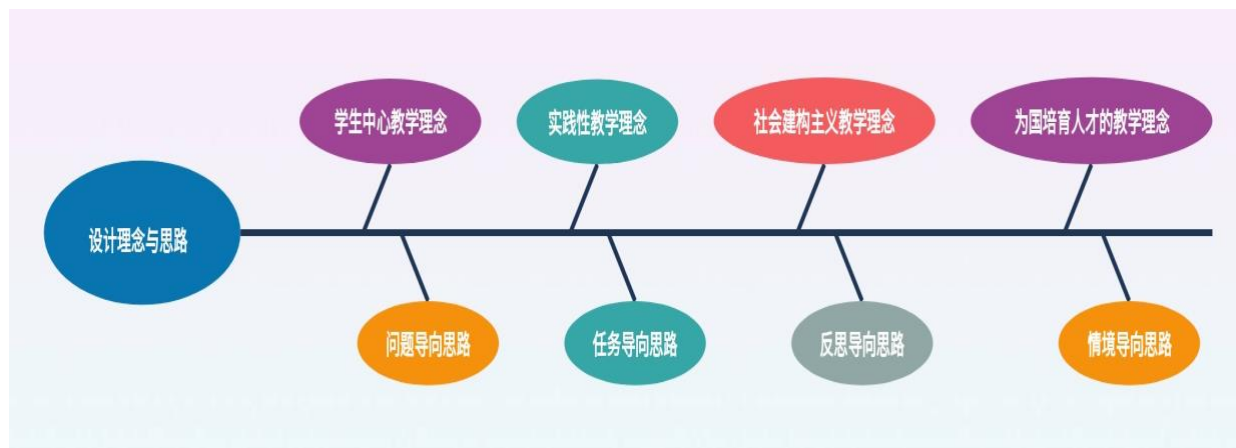 学生中心教学理念
实践性教学理念
社会建构主义教学理念
为国培育人才的教学理念
设计理念与思路
问题导向思路
任务导向思路
反思导向思路
情境导向思路